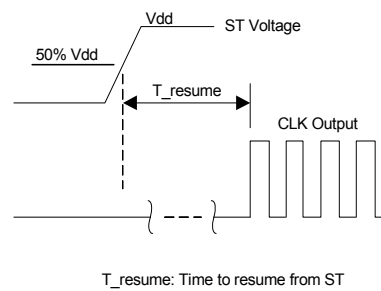 Vdd
ST Voltage
50% Vdd
T_resume
CLK Output
T_resume: Time to resume from ST